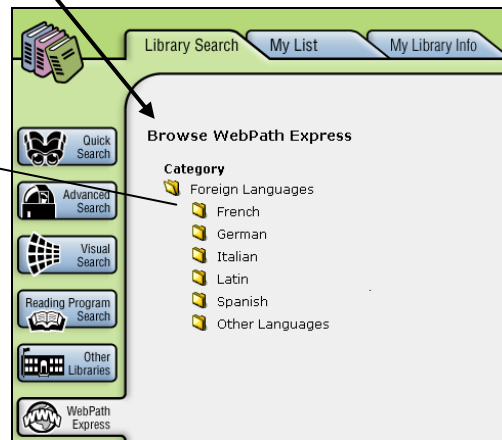 Library Search
My List
My Library Info
Quick
Search
Advanced
Search
Visual
Search
Reading Program
Search
Other
Libraries
WebPath
Express
Browse WebPath Express
Category
Foreign Languages
French
German
Italian
Latin
Spanish
Other Languages